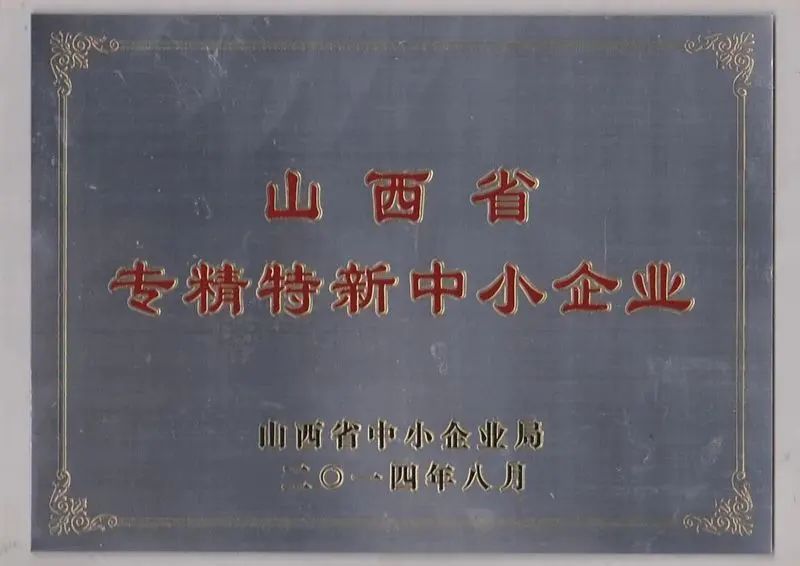 山西省
专精特新中小企业
山西省中小企业局
二〇一四年八月